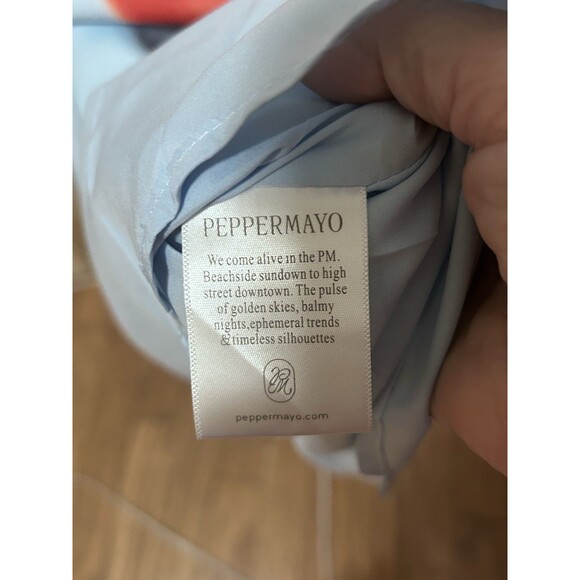 PEPPERMAYO
We come alive in the PM.
Beachside sundown to high
street downtown. The pulse
of golden skies, balmy
nights,ephemeral trends
& timeless silhouettes
PM
peppermayo.com